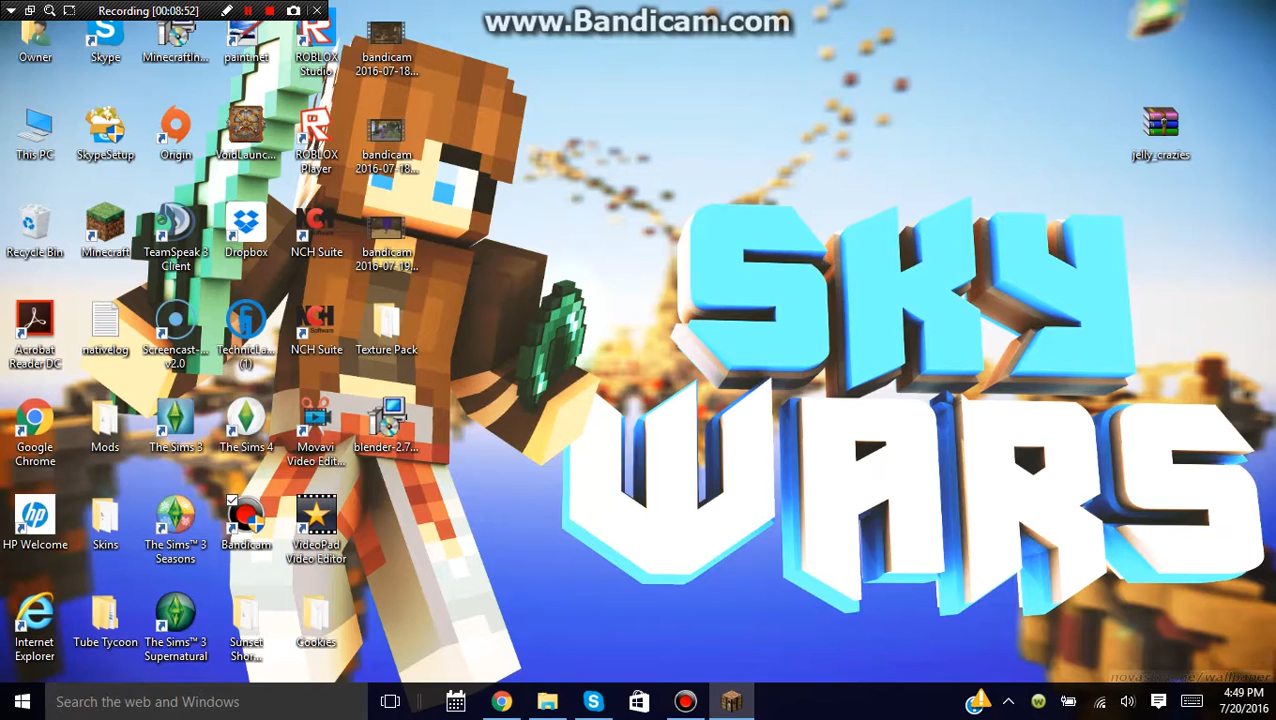 Recording [00:08:52]
www.Bandicam.com
Owner
Skype
MinecraftIn...
paint.net
ROBLOX Studio
bandicam 2016-07-18...
This PC
SkypeSetup
Origin
VoidLaunc...
ROBLOX Player
bandicam 2016-07-18...
jelly_crazies
Recycle Bin
Minecraft
TeamSpeak 3 Client
Dropbox
NCH Suite
bandicam 2016-07-19...
Acrobat Reader DC
nativelog
Screencast-... v2.0
TechnicLa... (1)
NCH Suite
Texture Pack
Google Chrome
Mods
The Sims 3
The Sims 4
Movavi Video Edit...
blender-2.7...
HP Welcome
Skins
The Sims™ 3 Seasons
Bandicam
VideoPad Video Editor
Internet Explorer
Tube Tycoon
The Sims™ 3 Supernatural
Sunset Shor...
Cookies
SKY
WARS
Search the web and Windows
4:49 PM
7/20/2016